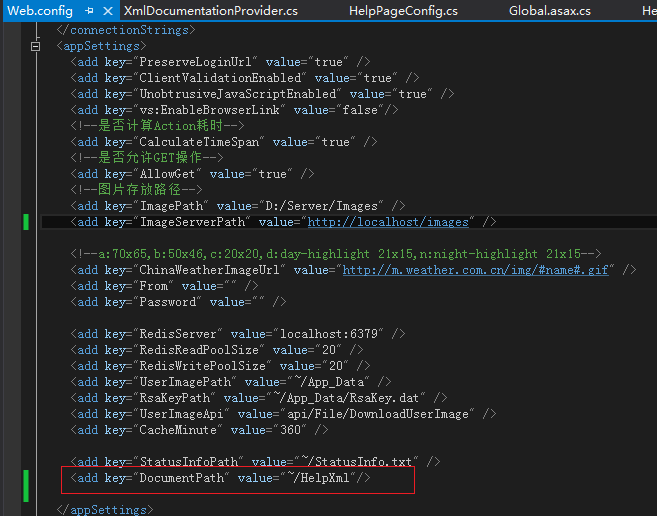 Web.config XmlDocumentationProvider.cs HelpPageConfig.cs Global.asax.cs He
</connectionStrings>
<appSettings>
<add key="PreserveLoginUrl" value="true" />
<add key="ClientValidationEnabled" value="true" />
<add key="UnobtrusiveJavaScriptEnabled" value="true" />
<add key="vs:EnableBrowserLink" value="false"/>
<!--是否计算Action耗时-->
<add key="CalculateTimeSpan" value="true" />
<!--是否允许GET操作-->
<add key="AllowGet" value="true" />
<!--图片存放路径-->
<add key="ImagePath" value="D:/Server/Images" />
<add key="ImageServerPath" value="http://localhost/images" />
<!--a:70x65,b:50x46,c:20x20,d:day-highlight 21x15,n:night-highlight 21x15-->
<add key="ChinaWeatherImageUrl" value="http://m.weather.com.cn/img/#name#.gif" />
<add key="From" value="" />
<add key="Password" value="" />
<add key="RedisServer" value="localhost:6379" />
<add key="RedisReadPoolSize" value="20" />
<add key="RedisWritePoolSize" value="20" />
<add key="UserImagePath" value="~/App_Data" />
<add key="RsaKeyPath" value="~/App_Data/RsaKey.dat" />
<add key="UserImageApi" value="api/File/DownloadUserImage" />
<add key="CacheMinute" value="360" />
<add key="StatusInfoPath" value="~/StatusInfo.txt" />
<add key="DocumentPath" value="~/HelpXml"/>
</appSettings>